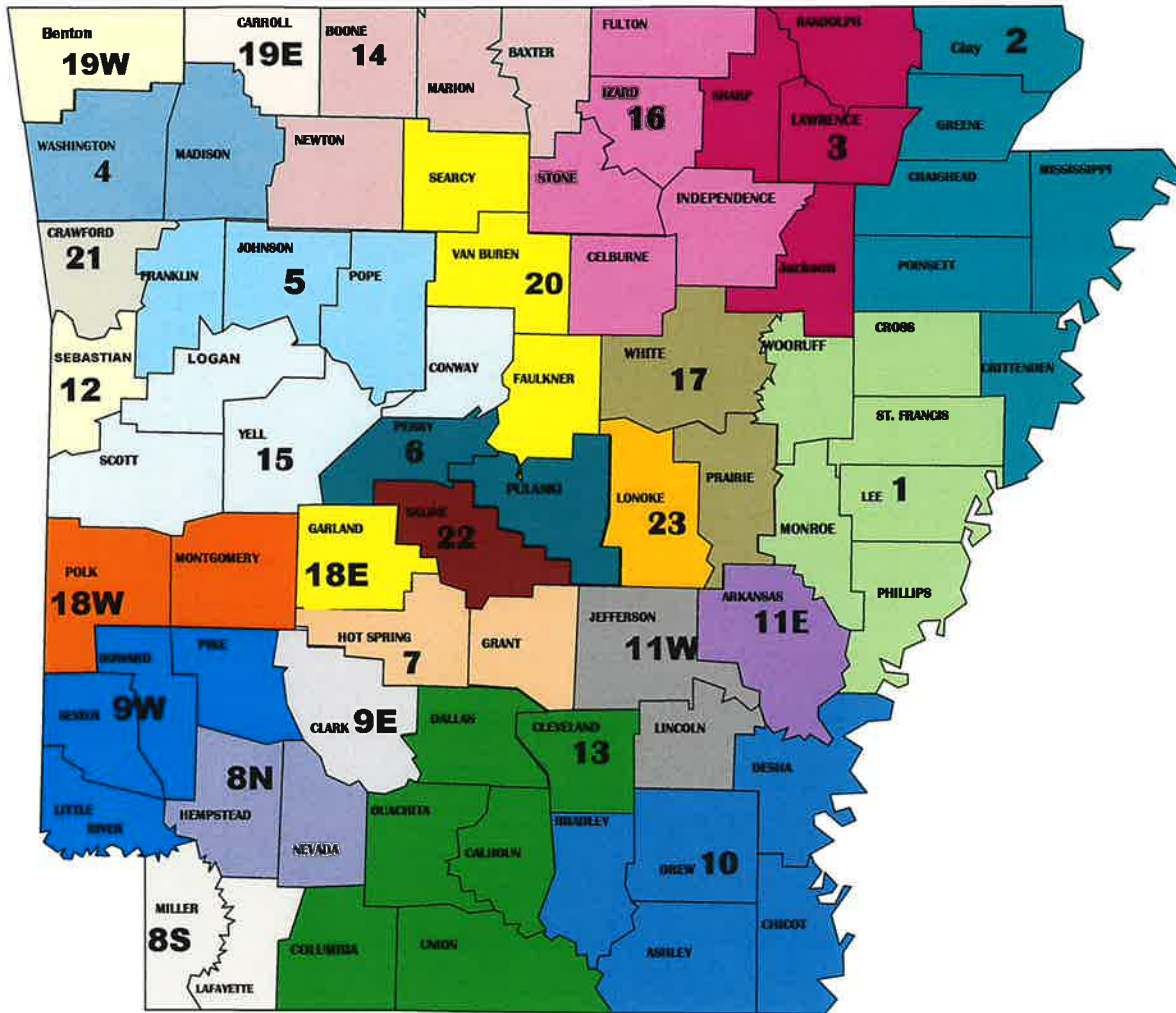 Benton
19W
CARROLL
19E
BOONE
14
MARION
BAXTER
FULTON
IZARD
16
SHARP
RANDOLPH
LAWRENCE
3
Clay 2
GREENE
WASHINGTON
4
MADISON
NEWTON
SEARCY
STONE
INDEPENDENCE
CRAIGHEAD
MISSISSIPPI
CRAWFORD
21
FRANKLIN
JOHNSON
5
POPE
VAN BUREN
20
CELBURNE
Jackson
POINSETT
SEBASTIAN
12
LOGAN
CONWAY
FAULKNER
WHITE
17
WOORUFF
CROSS
CRITTENDEN
ST. FRANCIS
SCOTT
YELL
15
PERRY
6
PULASKI
LONOKE
23
PRAIRIE
MONROE
LEE 1
PHILLIPS
POLK
18W
MONTGOMERY
GARLAND
18E
SALINE
22
HOT SPRING
7
GRANT
JEFFERSON
11W
ARKANSAS
11E
HOWARD
PIKE
SEVIER 9W
CLARK 9E
DALLAS
CLEVELAND
13
LINCOLN
DESHA
LITTLE
RIVER
8N
HEMPSTEAD
NEVADA
OUACHITA
CALHOUN
BRADLEY
DREW 10
CHICOT
MILLER
8S
LAFAYETTE
COLUMBIA
UNION
ASHLEY